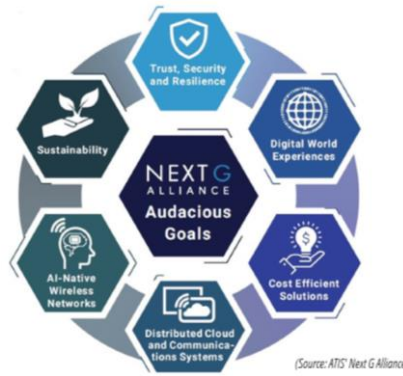 Trust, Security
and Resilience
Digital World
Experiences
Cost Efficient
Solutions
Distributed Cloud
and Communica-
tions Systems
AI-Native
Wireless
Networks
Sustainability
NEXT G
ALLIANCE
Audacious
Goals
$
(Source: ATIS' Next G Alliance